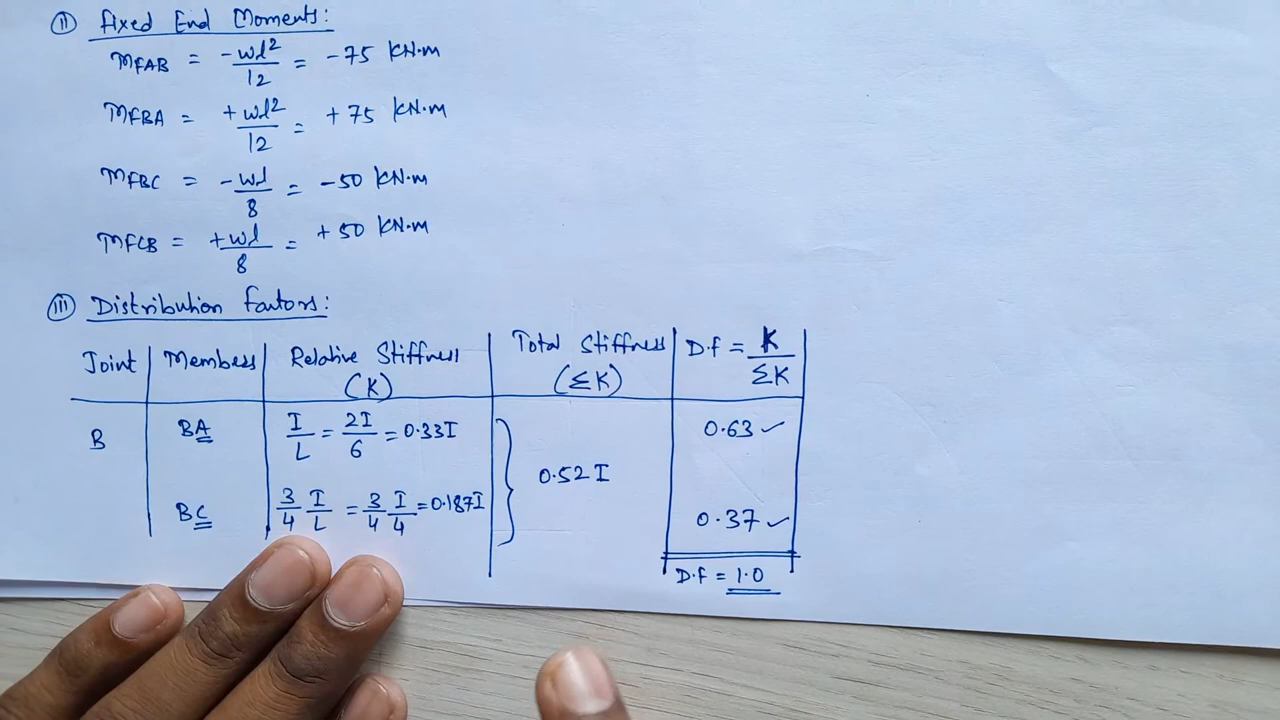 ii Fixed End Moments:
MFAB = -wl²/12 = -75 KN.m
MFBA = +wl²/12 = +75 KN.m
MFBC = -wl/8 = -50 KN.m
MFCB = +wl/8 = +50 KN.m
iii Distribution factors:
Joint Members Relative Stiffness (K) Total Stiffness (ΣK) D.f = K/ΣK
B BA I/L = 2I/6 = 0.33I 0.63 ✓
0.52 I
BC 3/4 I/L = 3/4 I/4 = 0.187I 0.37 ✓
D.f = 1.0